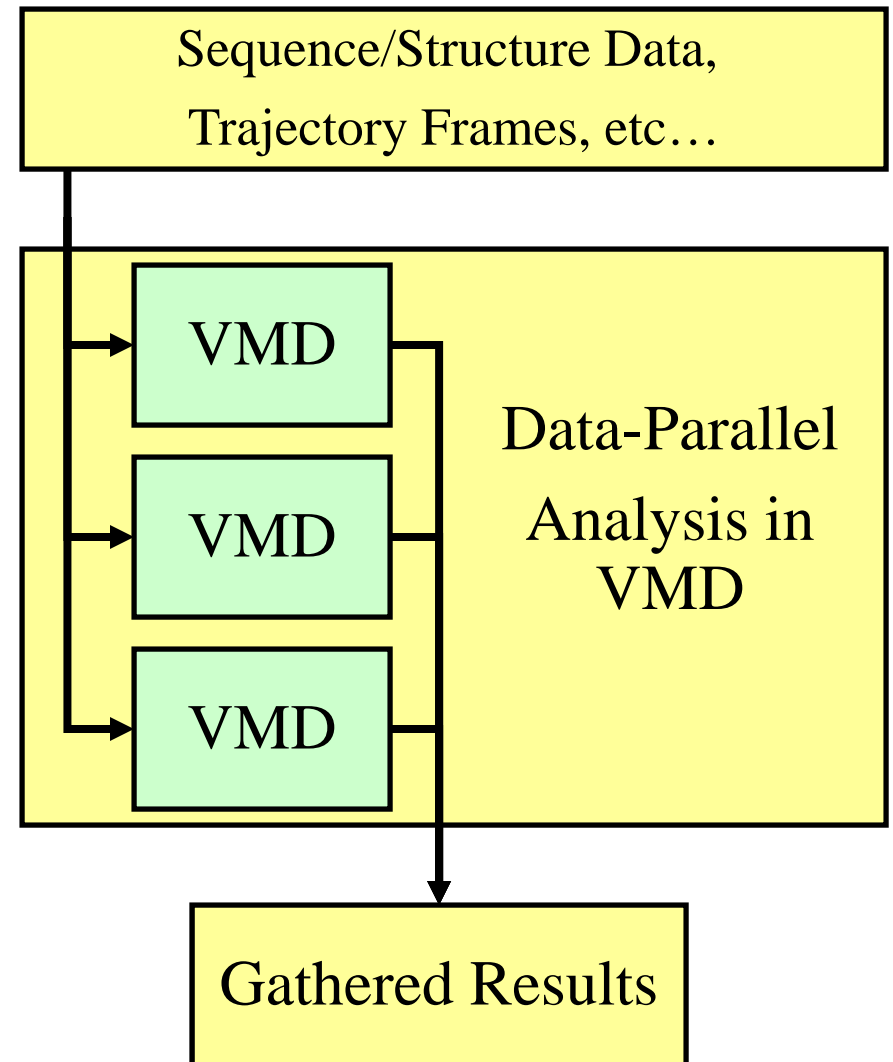 Sequence/Structure Data,
Trajectory Frames, etc…
VMD
VMD
VMD
Data-Parallel
Analysis in
VMD
Gathered Results